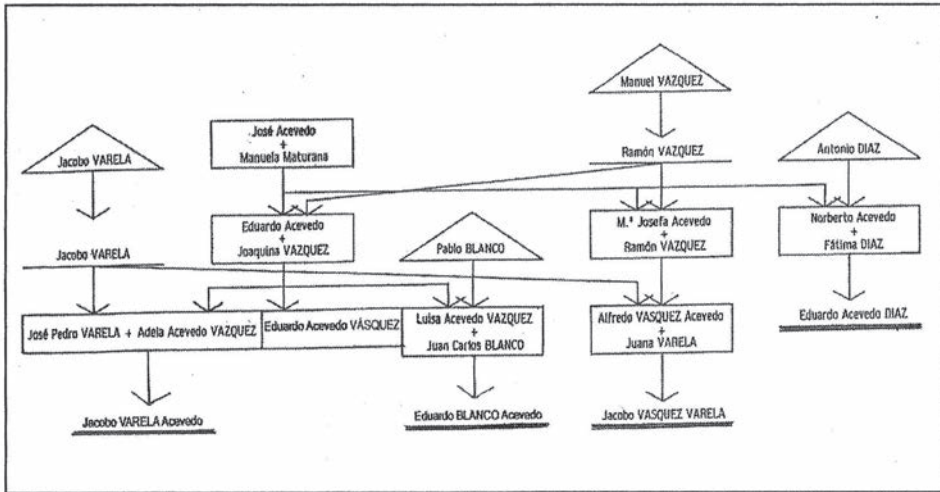 Manuel VAZQUEZ
Jacobo VARELA
José Acevedo
+
Manuela Maturana
Ramón VAZQUEZ
Antonio DIAZ
Eduardo Acevedo
+
Joaquina VAZQUEZ
M.ª Josefa Acevedo
+
Ramón VAZQUEZ
Norberto Acevedo
+
Fátima DIAZ
Jacobo VARELA
Pablo BLANCO
José Pedro VARELA + Adela Acevedo VAZQUEZ
Eduardo Acevedo VÁSQUEZ
Luisa Acevedo VAZQUEZ
+
Juan Carlos BLANCO
Alfredo VASQUEZ Acevedo
+
Juana VARELA
Eduardo Acevedo DIAZ
Jacobo VARELA Acevedo
Eduardo BLANCO Acevedo
Jacobo VASQUEZ VARELA